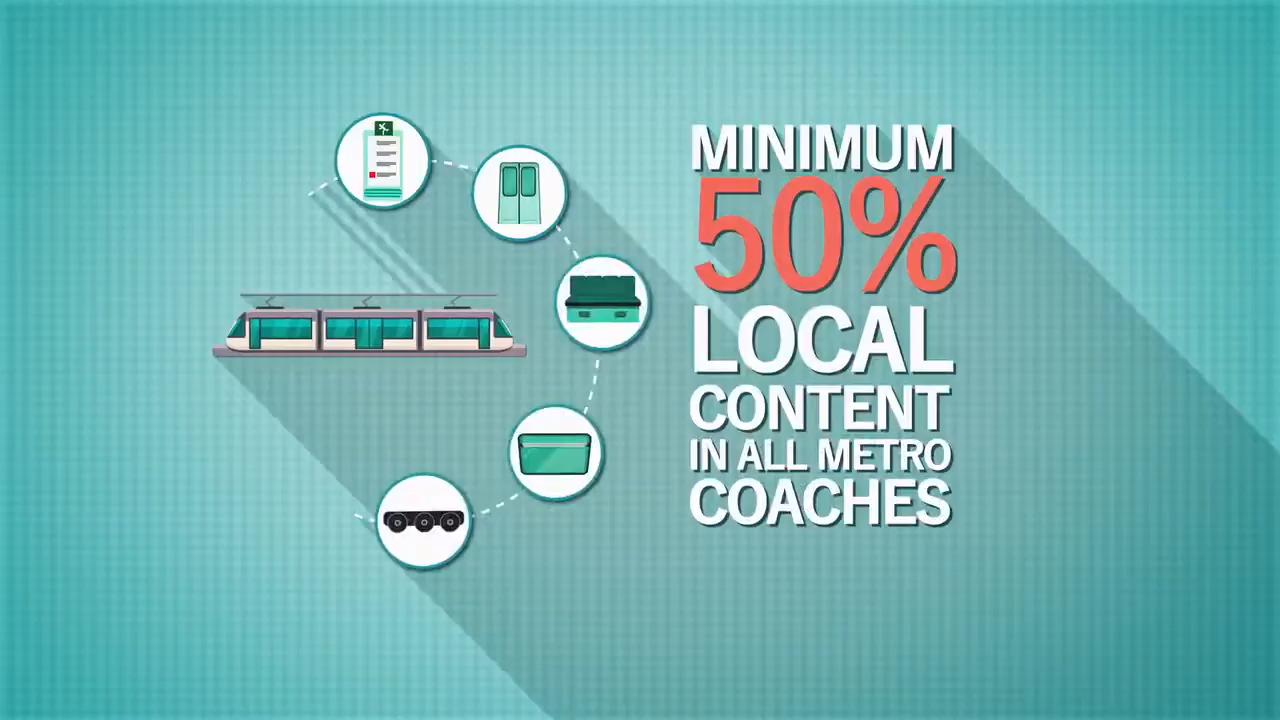 MINIMUM
50%
LOCAL
CONTENT
IN ALL METRO
COACHES